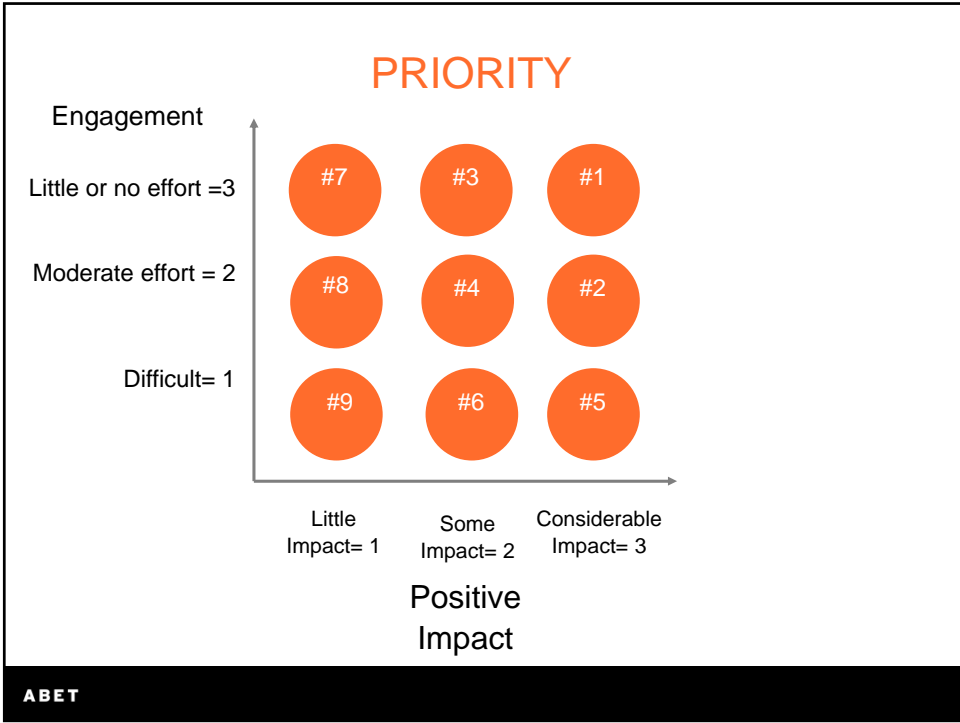 PRIORITY
Engagement
Little or no effort =3
#7
#3
#1
Moderate effort = 2
#8
#4
#2
Difficult= 1
#9
#6
#5
Little
Impact= 1
Some
Impact= 2
Considerable
Impact= 3
Positive
Impact
ABET